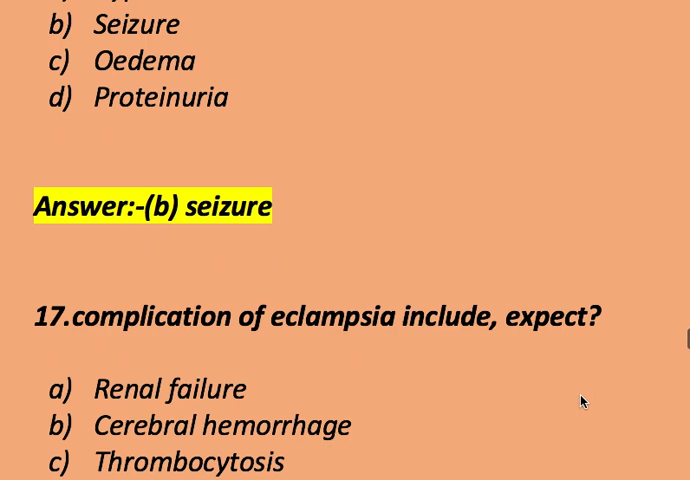 b) Seizure
c) Oedema
d) Proteinuria
Answer:-(b) seizure
17.complication of eclampsia include, expect?
a) Renal failure
b) Cerebral hemorrhage
c) Thrombocytosis